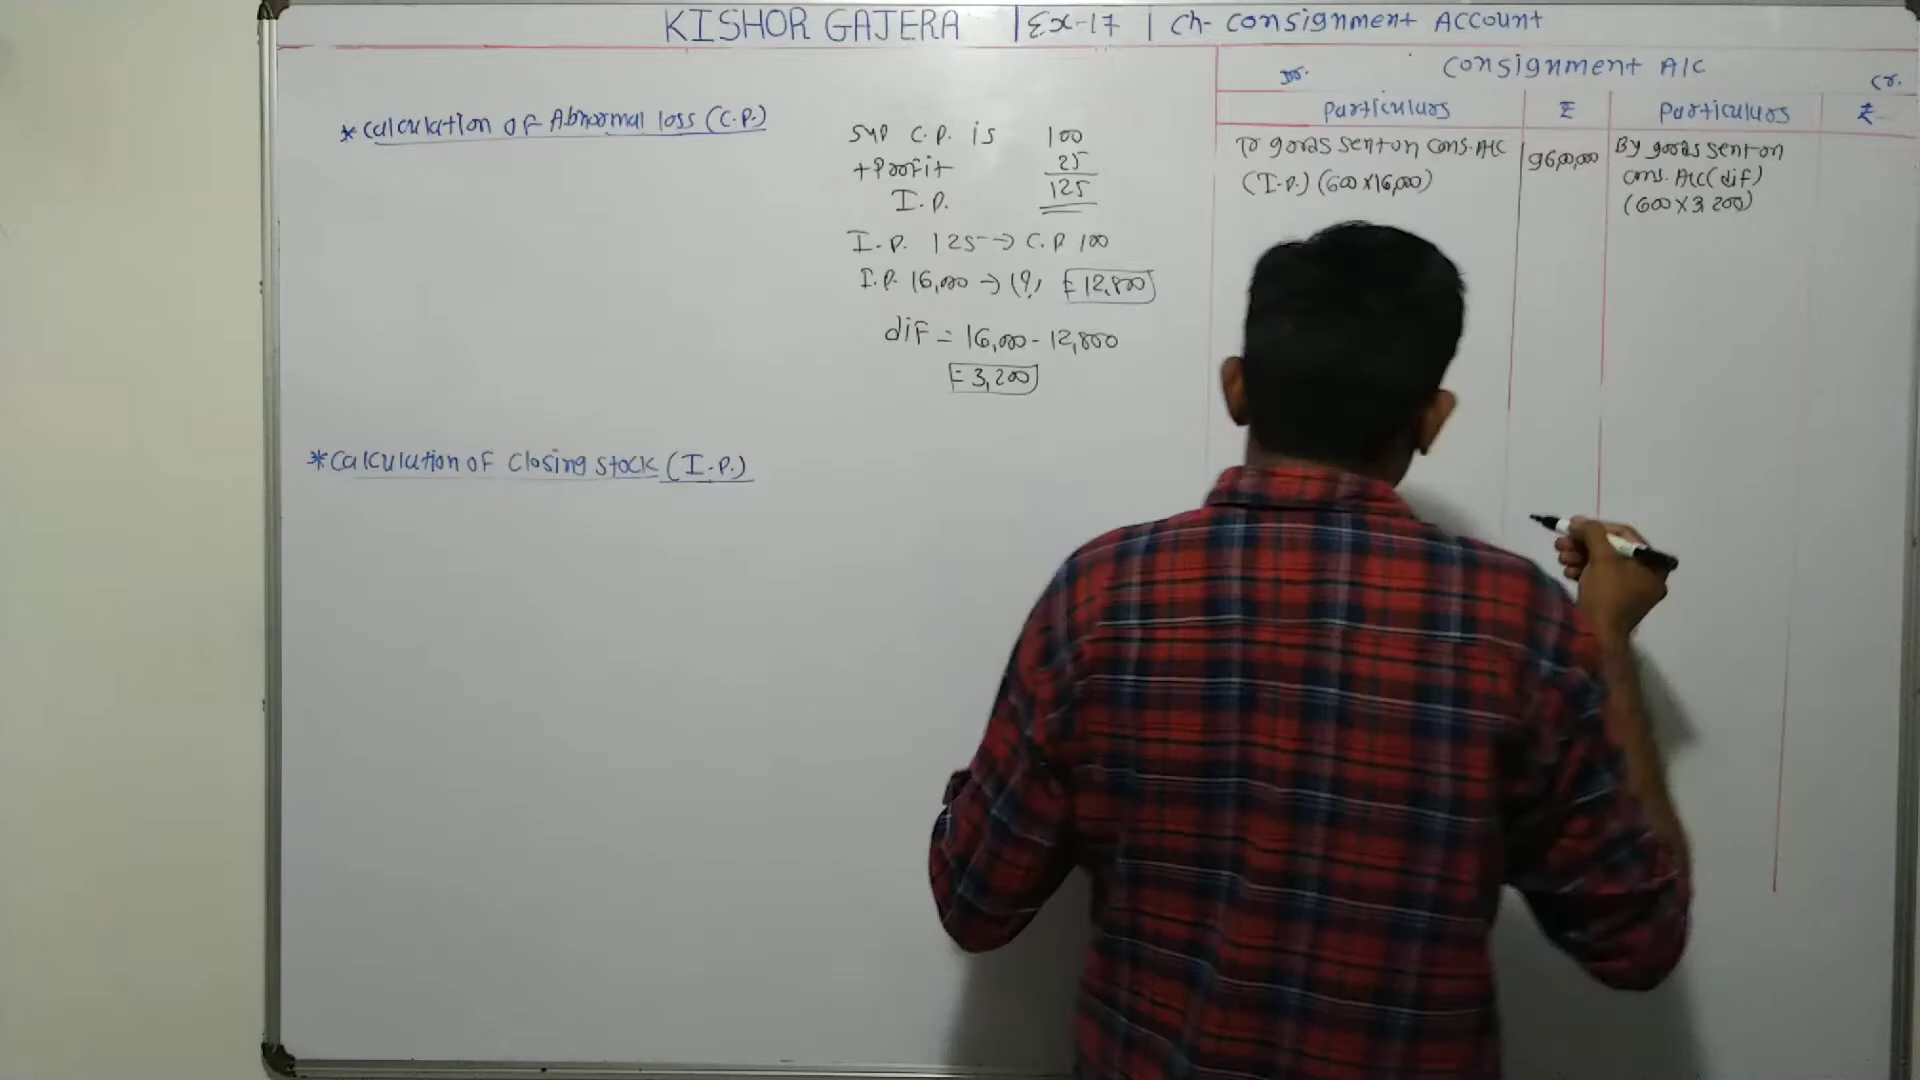 KISHOR GAJERA | Ex-17 | Ch- Consignment Account
* Calculation of Abnormal loss (C.P.)
Sup C.P. is 100
+ Profit 25
I.P. 125
I.P. 125 → C.P. 100
I.P. 16,000 → (?) = 12,800
dif = 16,000 - 12,800
= 3,200
* Calculation of Closing stock (I.P.)
Consignment A/C
Dr. Cr.
Particulars ₹ Particulars ₹
To goods sent on Cons. A/C
(I.P.) (600 x 16,000) 96,00,000
By goods sent on
Cons. A/C (dif)
(600 x 3,200)